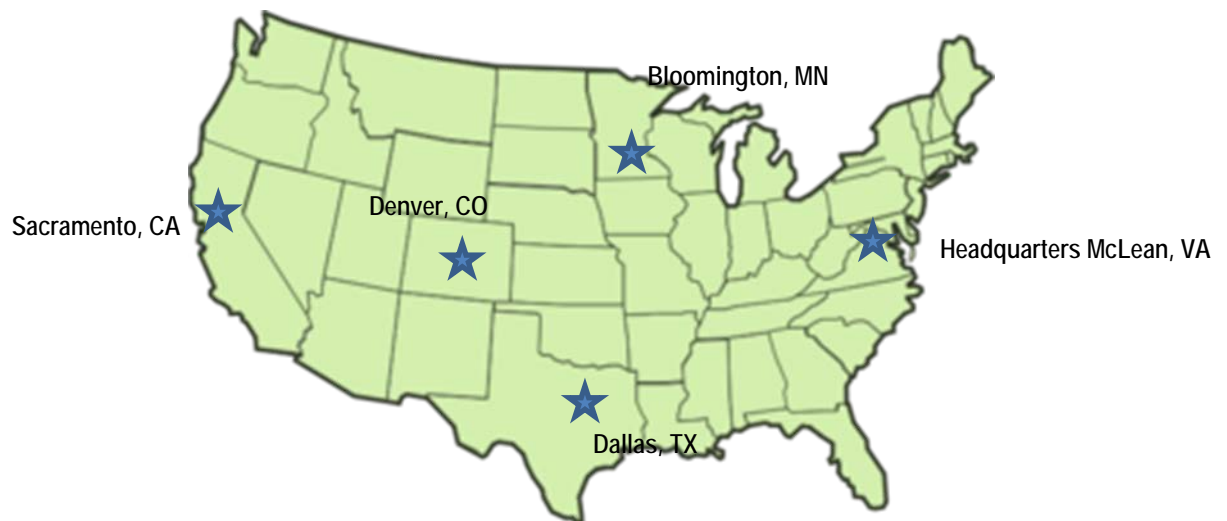 Bloomington, MN
Denver, CO
Sacramento, CA
Headquarters McLean, VA
Dallas, TX